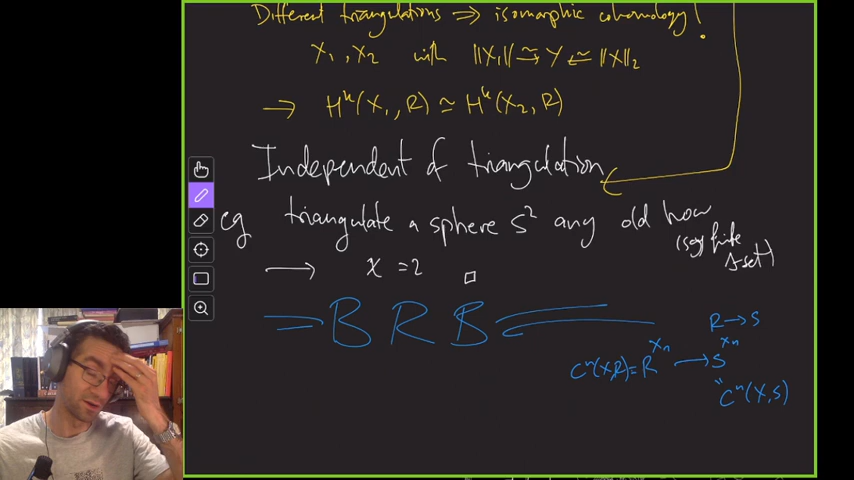 Different triangulations ⟹ isomorphic cohomology!
X₁, X₂ with ||X₁|| ≅→ Y ←≅ ||X||₂
→ Hᵏ(X₁, R) ≃ Hᵏ(X₂, R)
Independent of triangulation
eg triangulate a sphere S² any old how
(say finite
Δ-set)
→ χ = 2
BRB
R → S
Cⁿ(X,R) = R^Xₙ → S^Xₙ
" Cⁿ(X,S)